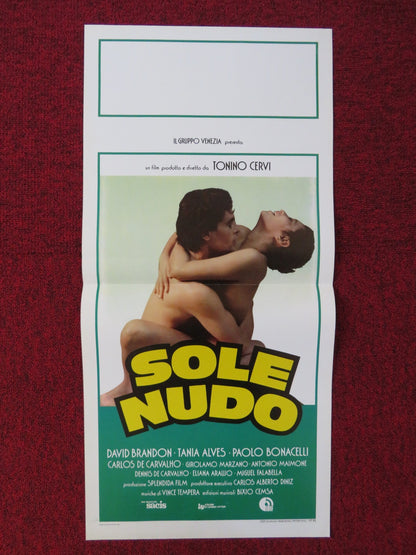 IL GRUPPO VENEZIA presenta
un film prodotto e diretto da TONINO CERVI
SOLE
NUDO
DAVID BRANDON · TANIA ALVES · PAOLO BONACELLI
CARLOS DE CARVALHO · GIROLAMO MARZANO · ANTONIO MAIMONE
DENNIS DE CARVALHO · ELIANA ARAUJO · MIGUEL FALABELLA
produzione SPLENDIDA FILM produttore esecutivo CARLOS ALBERTO DINIZ
musiche di VINCE TEMPERA edizioni musicali BIXIO CEMSA
sacis